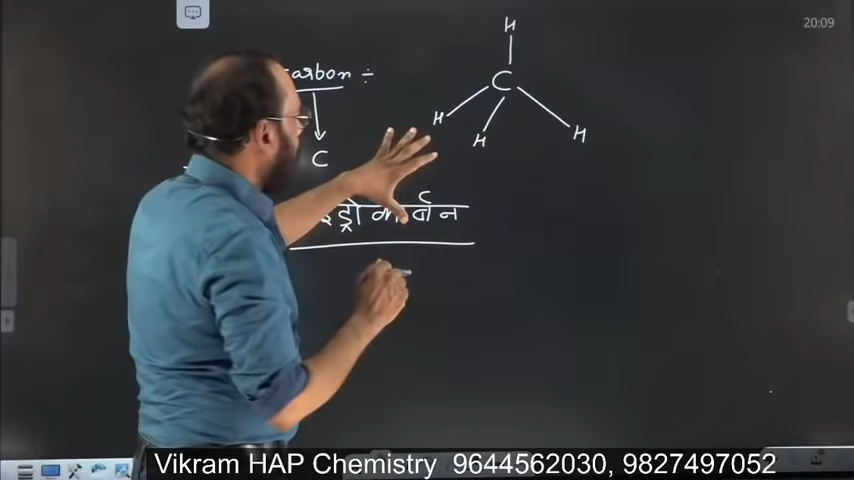 20:09
H
arbon ÷
C
H
H
H
C
C
बोन
Vikram HAP Chemistry 9644562030, 9827497052